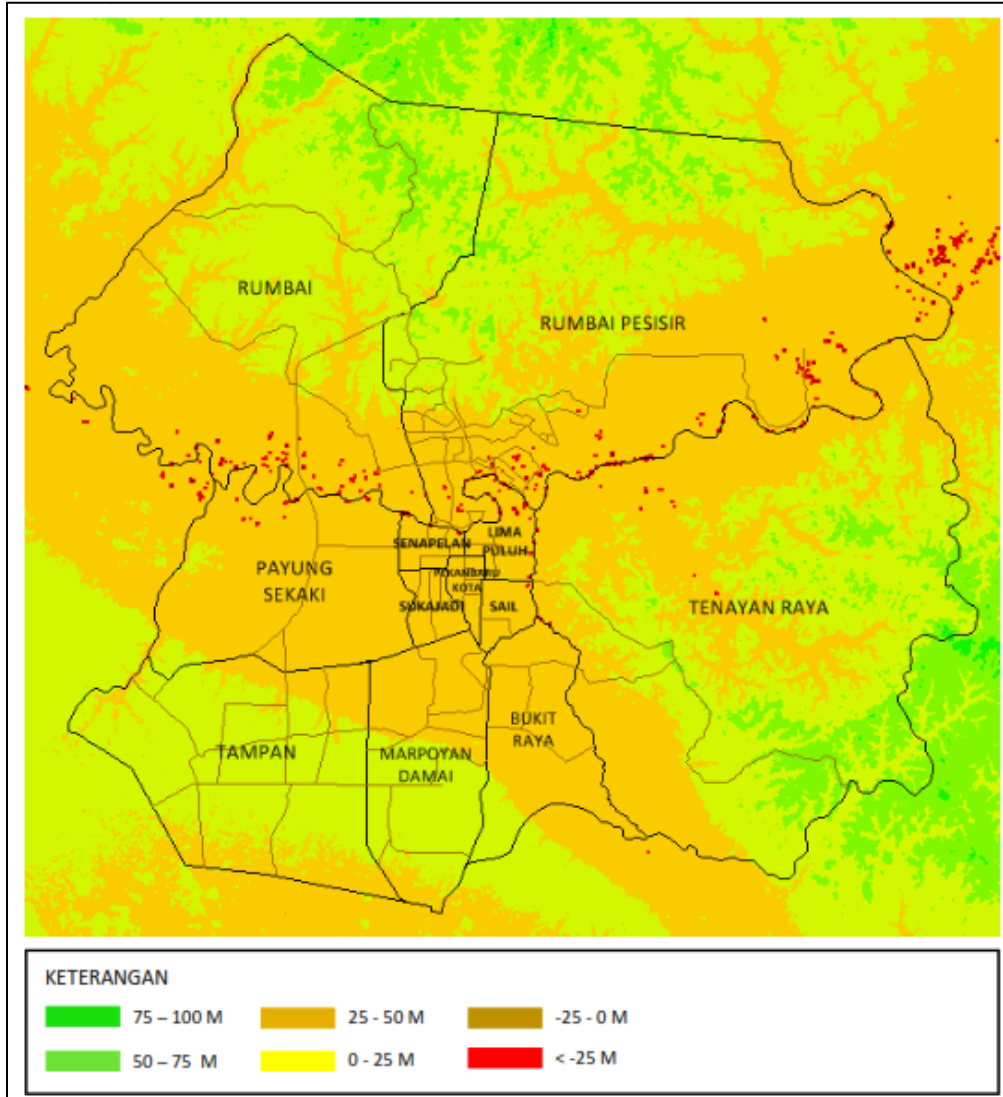 RUMBAI
RUMBAI PESISIR
SENAPELAN
LIMA
PULUH
PAYUNG
SEKAKI
PEKANBARU
KOTA
SUKAJADI
SAIL
TENAYAN RAYA
BUKIT
RAYA
TAMPAN
MARPOYAN
DAMAI
KETERANGAN
75 – 100 M
25 - 50 M
-25 - 0 M
50 – 75 M
0 - 25 M
< -25 M